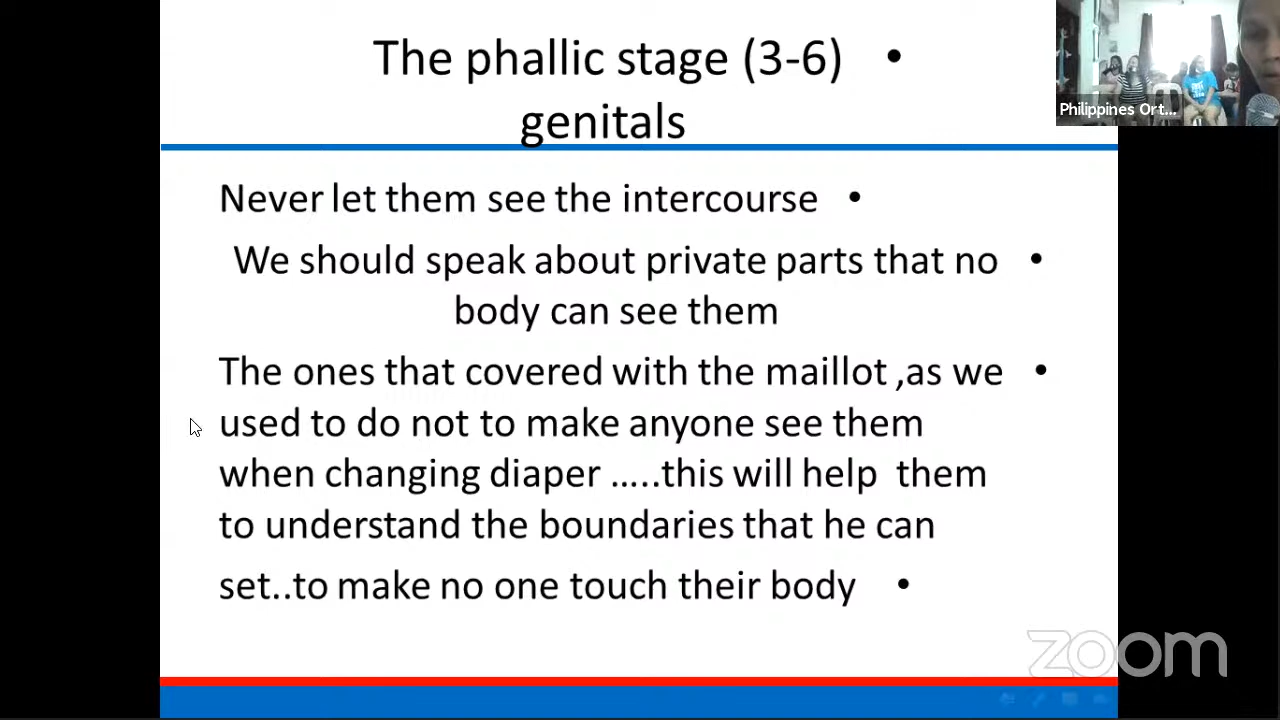 The phallic stage (3-6) •
genitals
Never let them see the intercourse •
We should speak about private parts that no •
body can see them
The ones that covered with the maillot ,as we •
used to do not to make anyone see them
when changing diaper …..this will help them
to understand the boundaries that he can
set..to make no one touch their body •
Philippines Ort...
zoom